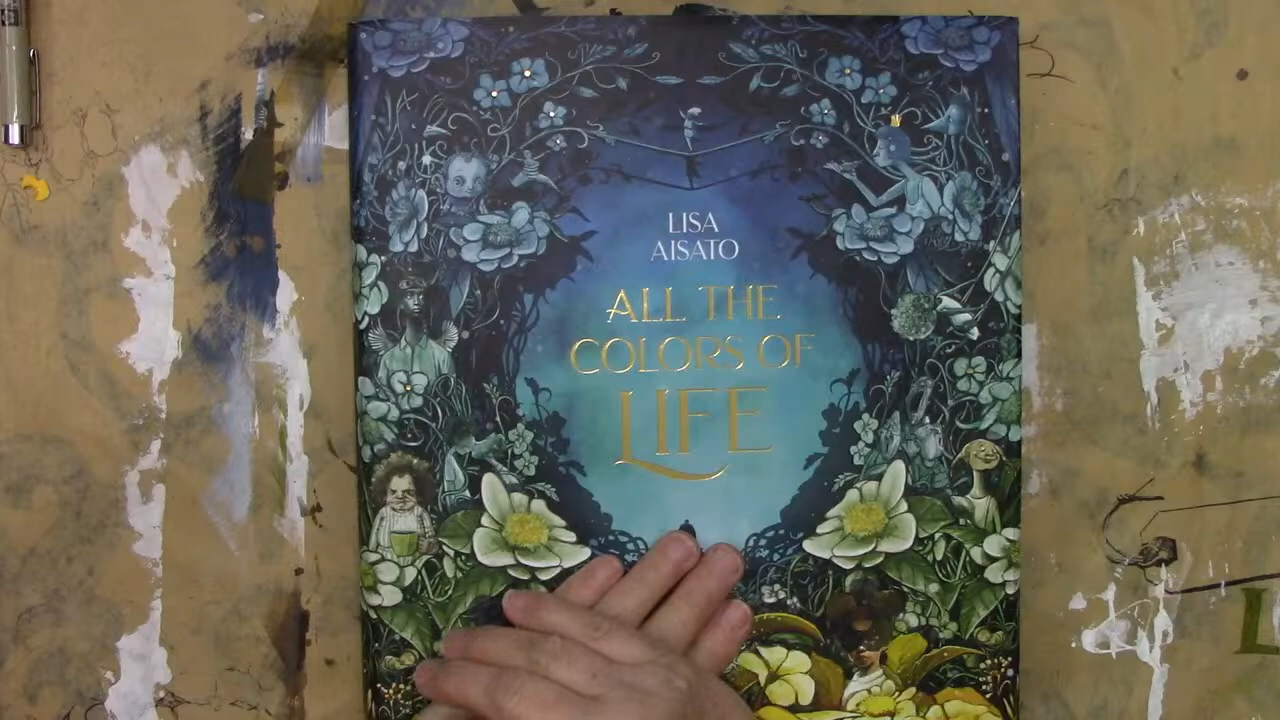 LISA
AISATO
ALL THE
COLORS OF
LIFE